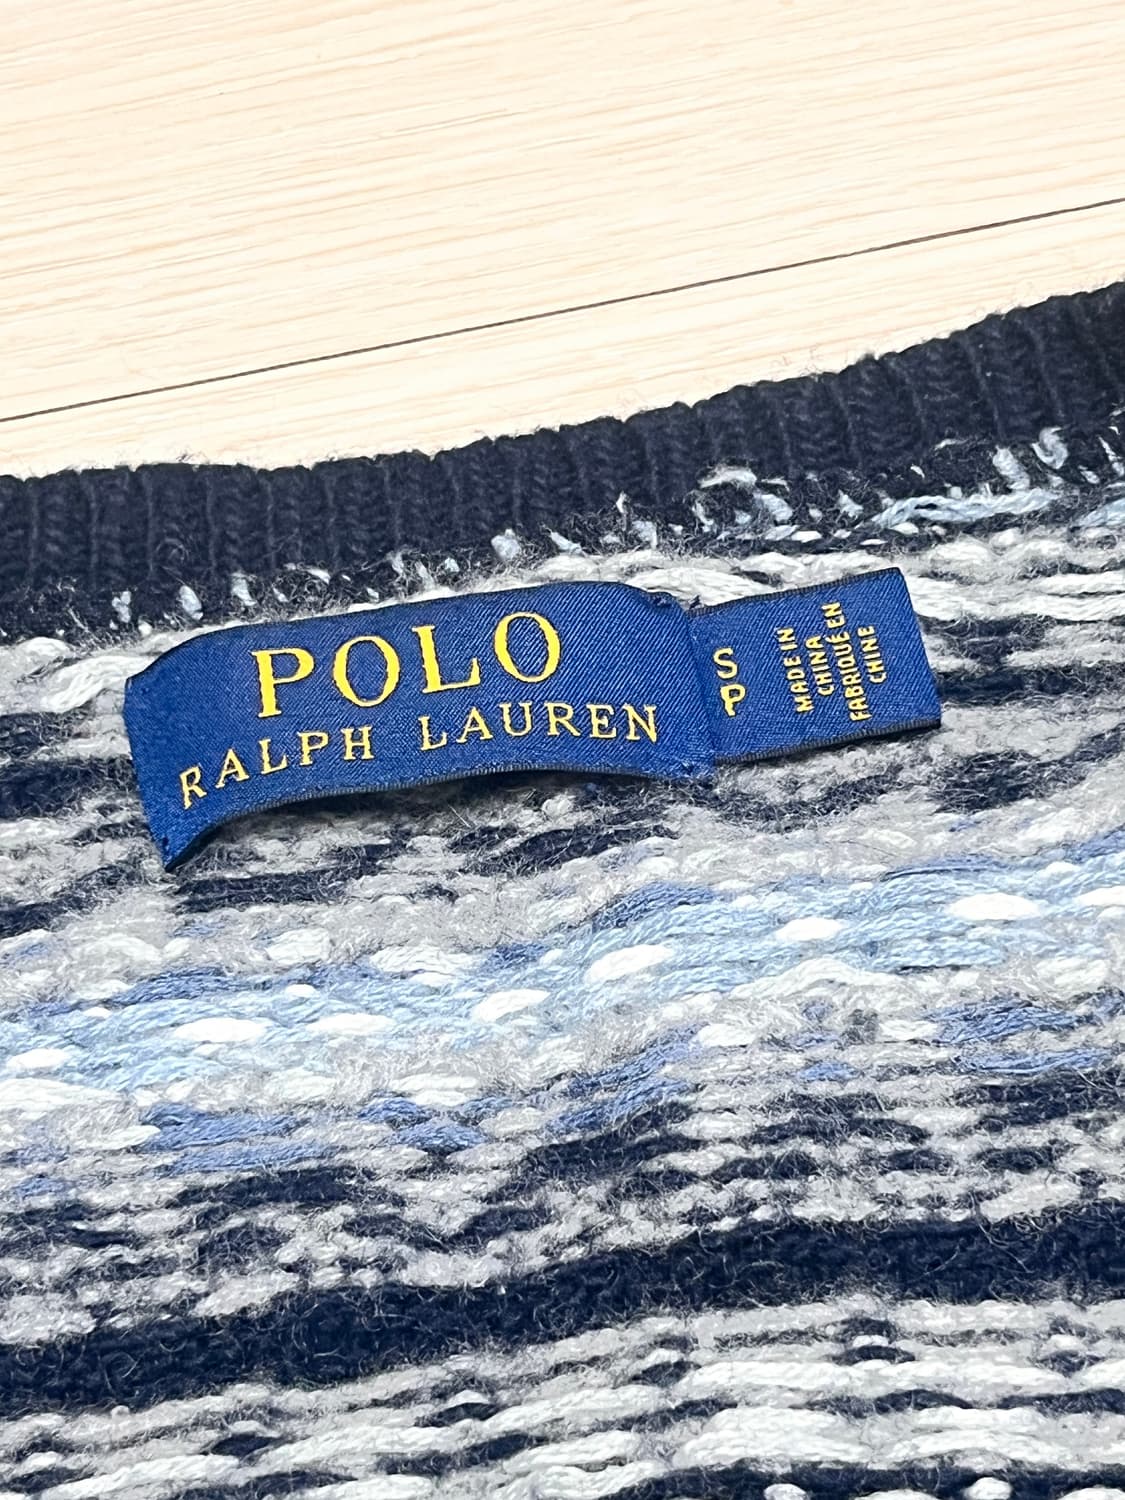 POLO
RALPH LAUREN
S
P
MADE IN
CHINA
FABRIQUÉ EN
CHINE